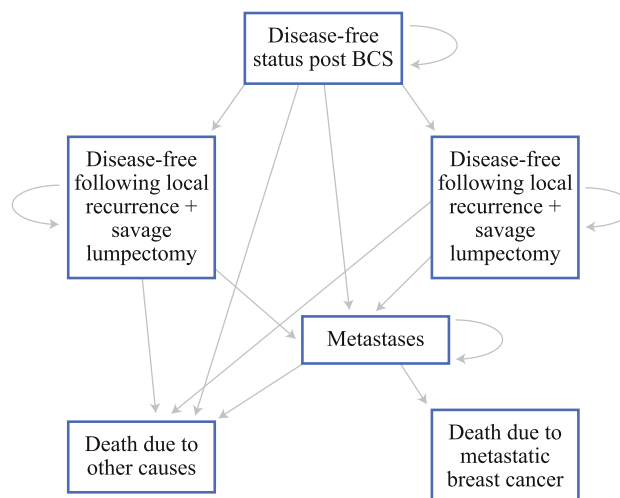 Disease-free
status post BCS
Disease-free
following local
recurrence +
savage
lumpectomy
Disease-free
following local
recurrence +
savage
lumpectomy
Metastases
Death due to
other causes
Death due to
metastatic
breast cancer